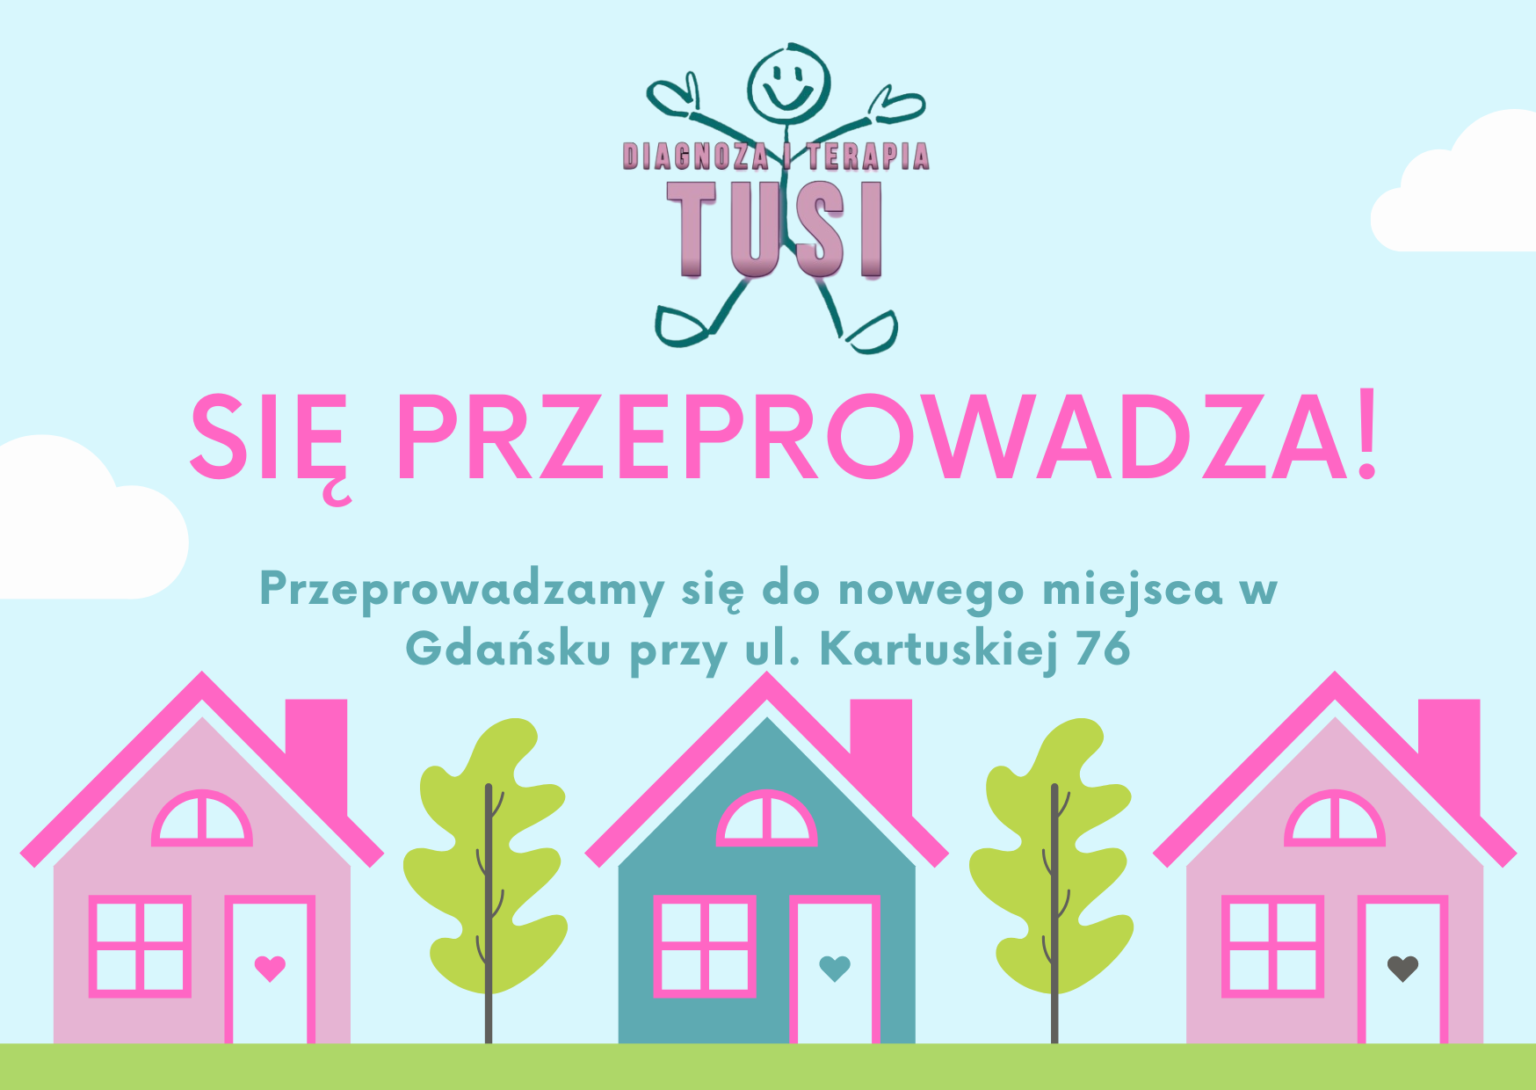 DIAGNOZA I TERAPIA
TUSI
SIĘ PRZEPROWADZA!
Przeprowadzamy się do nowego miejsca w
Gdańsku przy ul. Kartuskiej 76